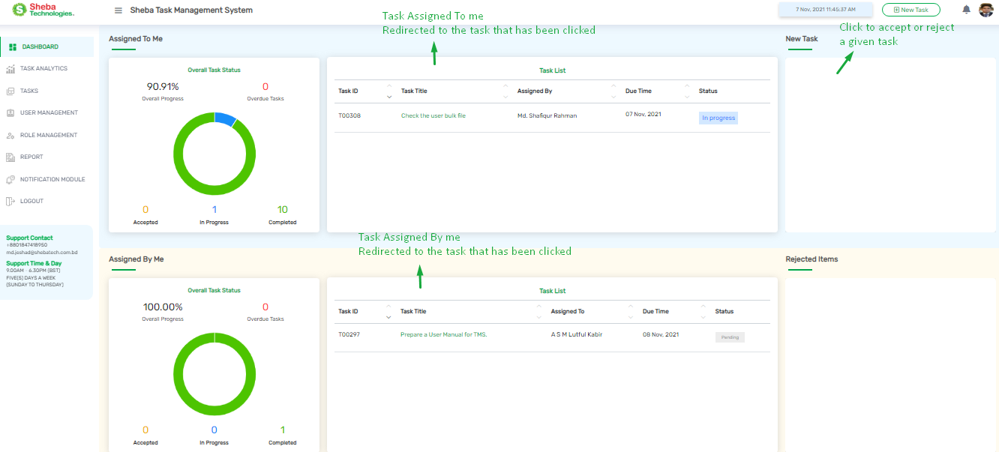 Sheba
Technologies.
Sheba Task Management System
7 Nov, 2021 11:45:37 AM
New Task
Task Assigned To me
Redirected to the task that has been clicked
Click to accept or reject
a given task
DASHBOARD
TASK ANALYTICS
TASKS
USER MANAGEMENT
ROLE MANAGEMENT
REPORT
NOTIFICATION MODULE
LOGOUT
Support Contact
+8801847418950
md.jeshad@shebatech.com.bd
Support Time & Day
9.00AM - 6.30PM (BST)
FIVE(5) DAYS A WEEK
(SUNDAY TO THURSDAY)
Assigned To Me
Overall Task Status
90.91% 0
Overall Progress Overdue Tasks
0 1 10
Accepted In Progress Completed
Task List
Task ID Task Title Assigned By Due Time Status
T00308 Check the user bulk file Md. Shafiqur Rahman 07 Nov, 2021 In progress
New Task
Task Assigned By me
Redirected to the task that has been clicked
Assigned By Me
Overall Task Status
100.00% 0
Overall Progress Overdue Tasks
0 0 1
Accepted In Progress Completed
Task List
Task ID Task Title Assigned To Due Time Status
T00297 Prepare a User Manual for TMS. A S M Lutful Kabir 08 Nov, 2021 Pending
Rejected Items